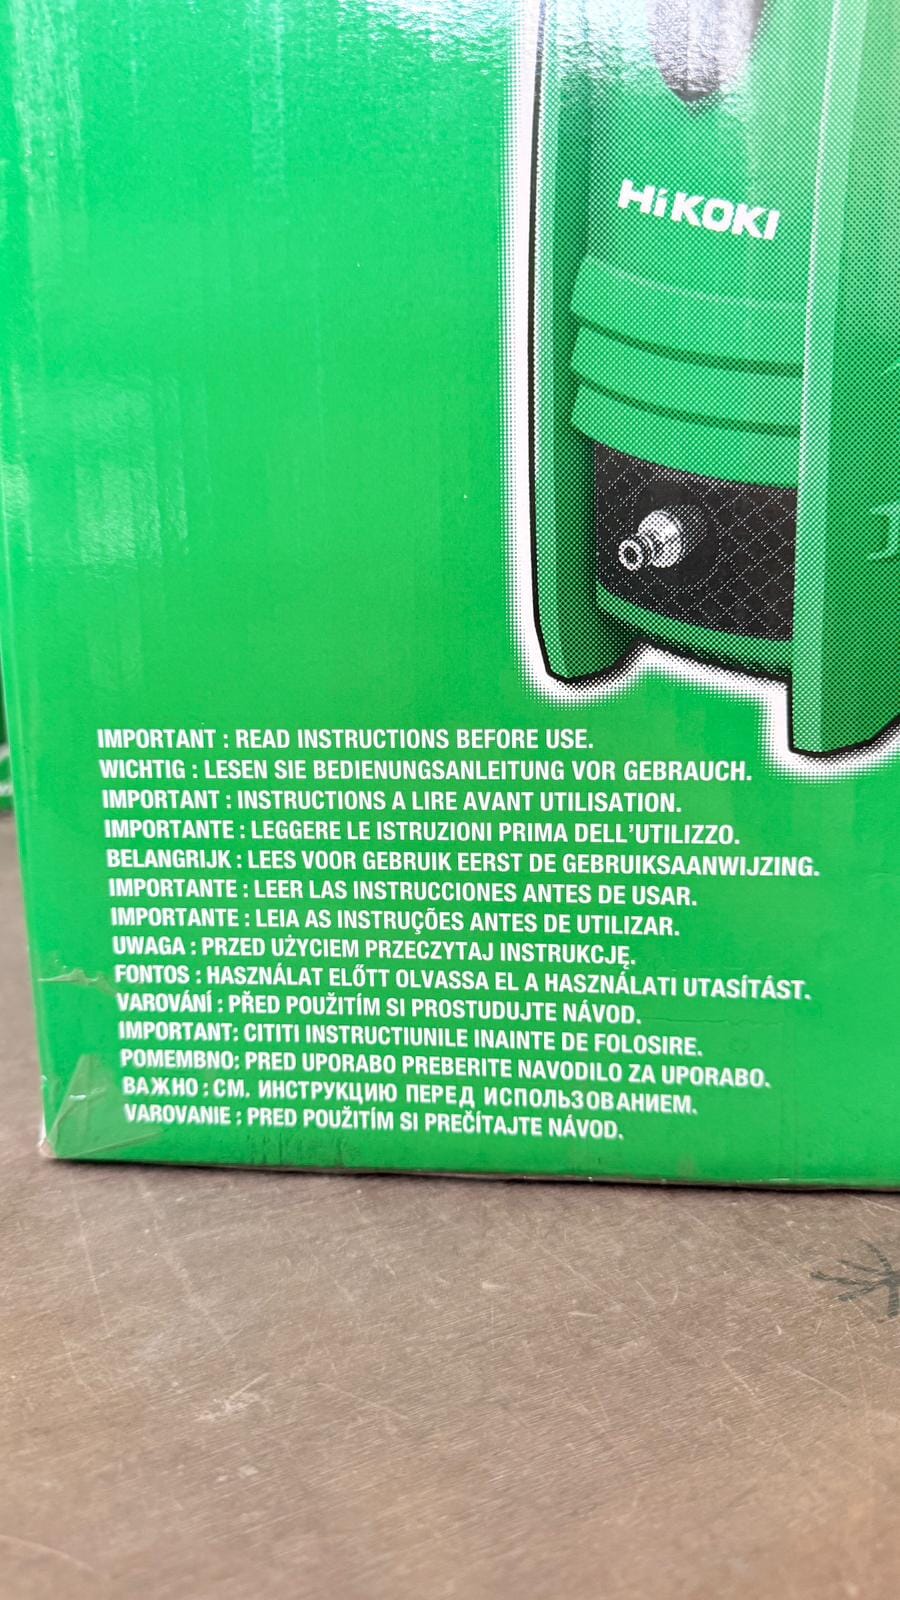 HiKOKI
IMPORTANT : READ INSTRUCTIONS BEFORE USE.
WICHTIG : LESEN SIE BEDIENUNGSANLEITUNG VOR GEBRAUCH.
IMPORTANT : INSTRUCTIONS A LIRE AVANT UTILISATION.
IMPORTANTE : LEGGERE LE ISTRUZIONI PRIMA DELL'UTILIZZO.
BELANGRIJK : LEES VOOR GEBRUIK EERST DE GEBRUIKSAANWIJZING.
IMPORTANTE : LEER LAS INSTRUCCIONES ANTES DE USAR.
IMPORTANTE : LEIA AS INSTRUÇÕES ANTES DE UTILIZAR.
UWAGA : PRZED UŻYCIEM PRZECZYTAJ INSTRUKCJĘ.
FONTOS : HASZNÁLAT ELŐTT OLVASSA EL A HASZNÁLATI UTASÍTÁST.
VAROVÁNÍ : PŘED POUŽITÍM SI PROSTUDUJTE NÁVOD.
IMPORTANT: CITITI INSTRUCTIUNILE INAINTE DE FOLOSIRE.
POMEMBNO: PRED UPORABO PREBERITE NAVODILO ZA UPORABO.
ВАЖНО : СМ. ИНСТРУКЦИЮ ПЕРЕД ИСПОЛЬЗОВАНИЕМ.
VAROVANIE : PRED POUŽITÍM SI PREČÍTAJTE NÁVOD.